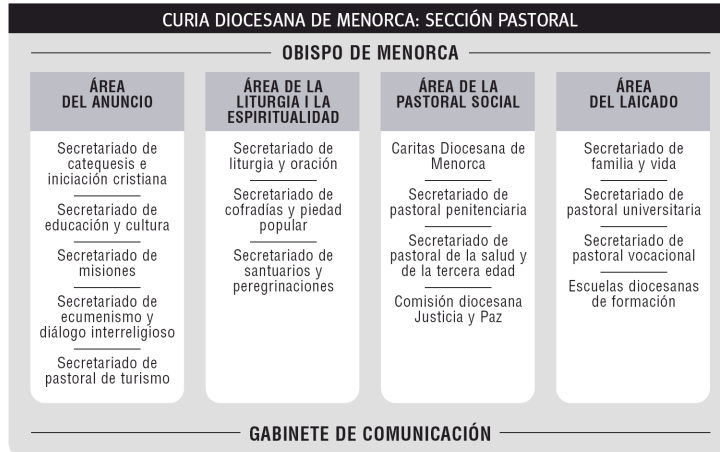 CURIA DIOCESANA DE MENORCA: SECCIÓN PASTORAL
OBISPO DE MENORCA
ÁREA
DEL ANUNCIO
Secretariado de
catequesis e
iniciación cristiana
Secretariado de
educación y cultura
Secretariado de
misiones
Secretariado de
ecumenismo y
diálogo interreligioso
Secretariado de
pastoral de turismo
ÁREA DE LA
LITURGIA I LA
ESPIRITUALIDAD
Secretariado de
liturgia y oración
Secretariado de
cofradías y piedad
popular
Secretariado de
santuarios y
peregrinaciones
ÁREA DE LA
PASTORAL SOCIAL
Caritas Diocesana de
Menorca
Secretariado de
pastoral penitenciaria
Secretariado de
pastoral de la salud y
de la tercera edad
Comisión diocesana
Justicia y Paz
ÁREA
DEL LAICADO
Secretariado de
familia y vida
Secretariado de
pastoral universitaria
Secretariado de
pastoral vocacional
Escuelas diocesanas
de formación
GABINETE DE COMUNICACIÓN